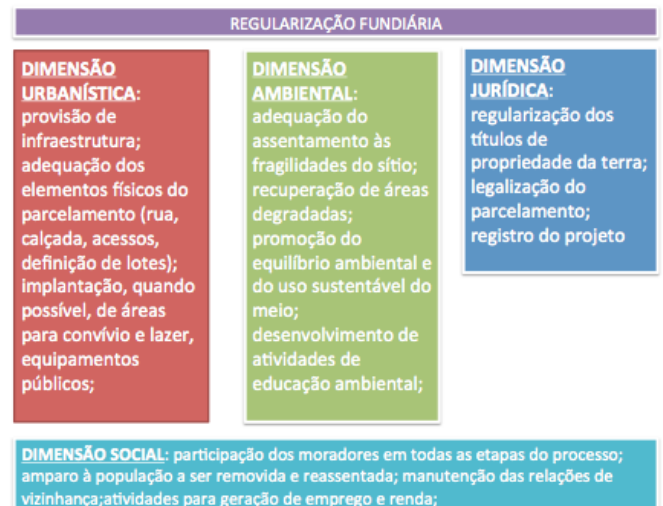 REGULARIZAÇÃO FUNDIÁRIA
DIMENSÃO
URBANÍSTICA:
provisão de
infraestrutura;
adequação dos
elementos físicos do
parcelamento (rua,
calçada, acessos,
definição de lotes);
implantação, quando
possível, de áreas
para convívio e lazer,
equipamentos
públicos;
DIMENSÃO
AMBIENTAL:
adequação do
assentamento às
fragilidades do sítio;
recuperação de áreas
degradadas;
promoção do
equilíbrio ambiental e
do uso sustentável do
meio;
desenvolvimento de
atividades de
educação ambiental;
DIMENSÃO
JURÍDICA:
regularização dos
títulos de
propriedade da terra;
legalização do
parcelamento;
registro do projeto
DIMENSÃO SOCIAL: participação dos moradores em todas as etapas do processo;
amparo à população a ser removida e reassentada; manutenção das relações de
vizinhança;atividades para geração de emprego e renda;